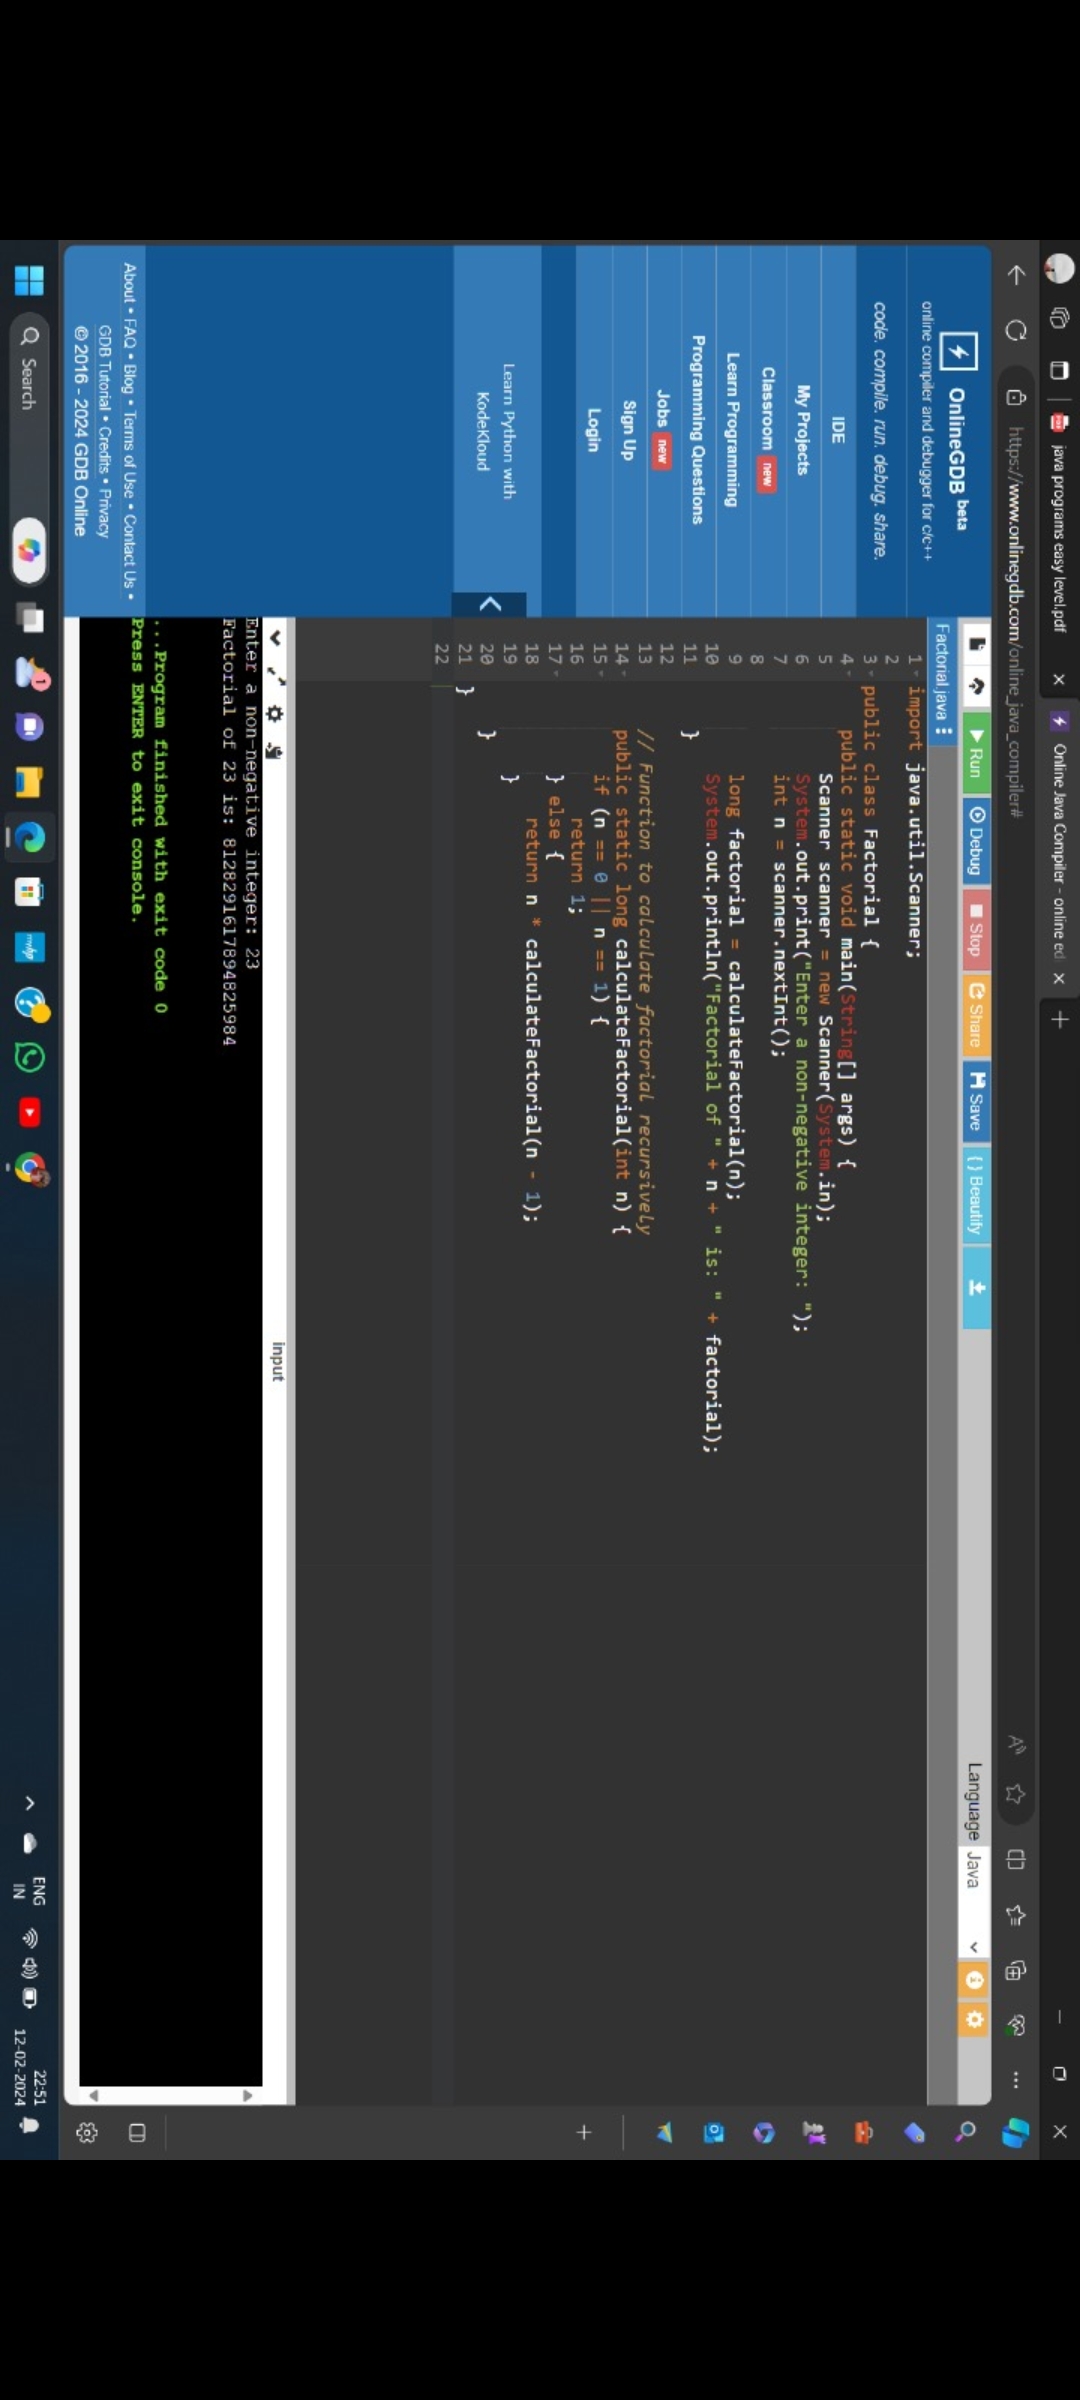 java programs easy level.pdf
Online Java Compiler - online ed
https://www.onlinegdb.com/online_java_compiler#
OnlineGDB beta
online compiler and debugger for c/c++
code. compile. run. debug. share.
IDE
My Projects
Classroom new
Learn Programming
Programming Questions
Jobs new
Sign Up
Login
Learn Python with
KodeKloud
About • FAQ • Blog • Terms of Use • Contact Us •
GDB Tutorial • Credits • Privacy
© 2016 - 2024 GDB Online
Run Debug Stop Share Save { } Beautify Language Java
Factorial.java
1 import java.util.Scanner;
2
3 public class Factorial {
4 public static void main(String[] args) {
5 Scanner scanner = new Scanner(System.in);
6 System.out.print("Enter a non-negative integer: ");
7 int n = scanner.nextInt();
8
9 long factorial = calculateFactorial(n);
10 System.out.println("Factorial of " + n + " is: " + factorial);
11 }
12
13 // Function to calculate factorial recursively
14 public static long calculateFactorial(int n) {
15 if (n == 0 || n == 1) {
16 return 1;
17 } else {
18 return n * calculateFactorial(n - 1);
19 }
20 }
21 }
22
input
Enter a non-negative integer: 23
Factorial of 23 is: 8128291617894825984
...Program finished with exit code 0
Press ENTER to exit console.
Search
myhp
1
ENG
IN
22:51
12-02-2024